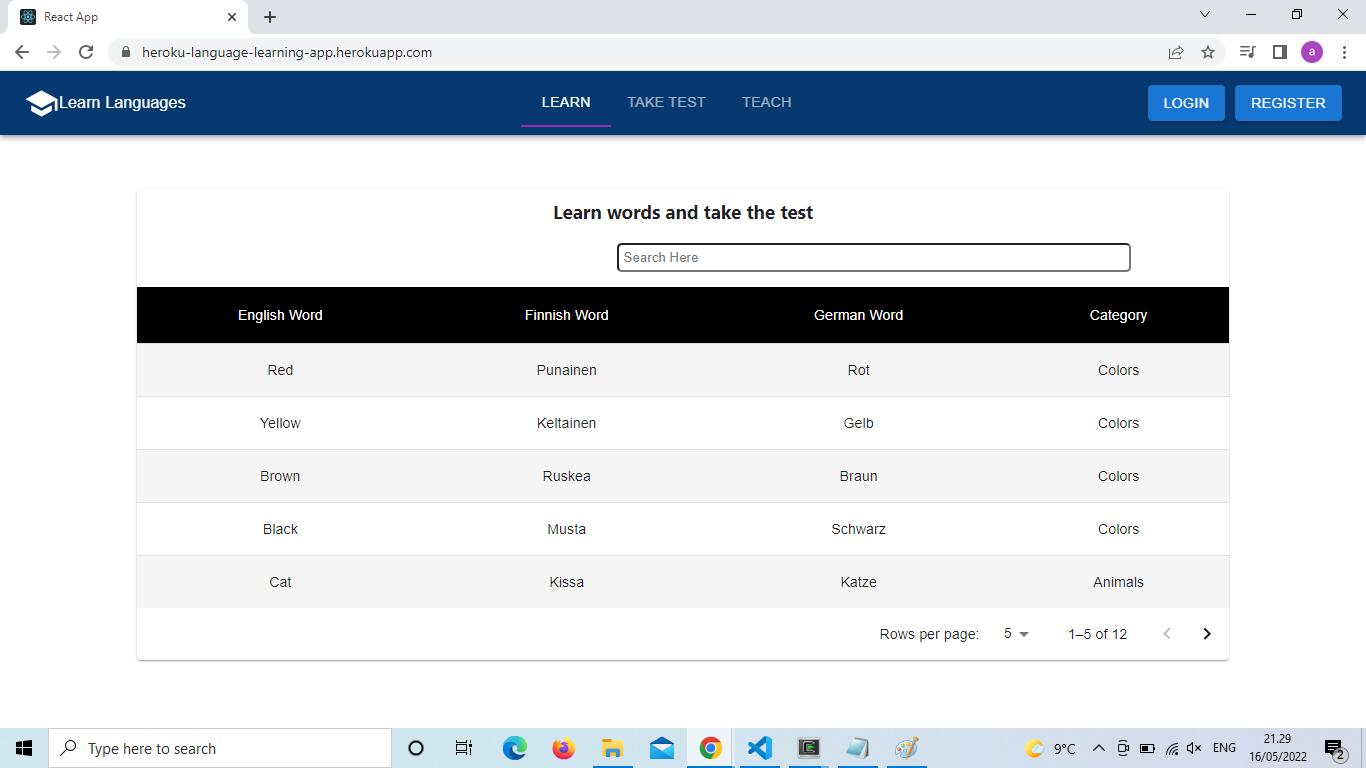 React App
heroku-language-learning-app.herokuapp.com
a
Learn Languages
LEARN TAKE TEST TEACH
LOGIN REGISTER
Learn words and take the test
Search Here
English Word Finnish Word German Word Category
Red Punainen Rot Colors
Yellow Keltainen Gelb Colors
Brown Ruskea Braun Colors
Black Musta Schwarz Colors
Cat Kissa Katze Animals
Rows per page: 5 1–5 of 12
Type here to search
9°C
ENG
21.29
16/05/2022
2